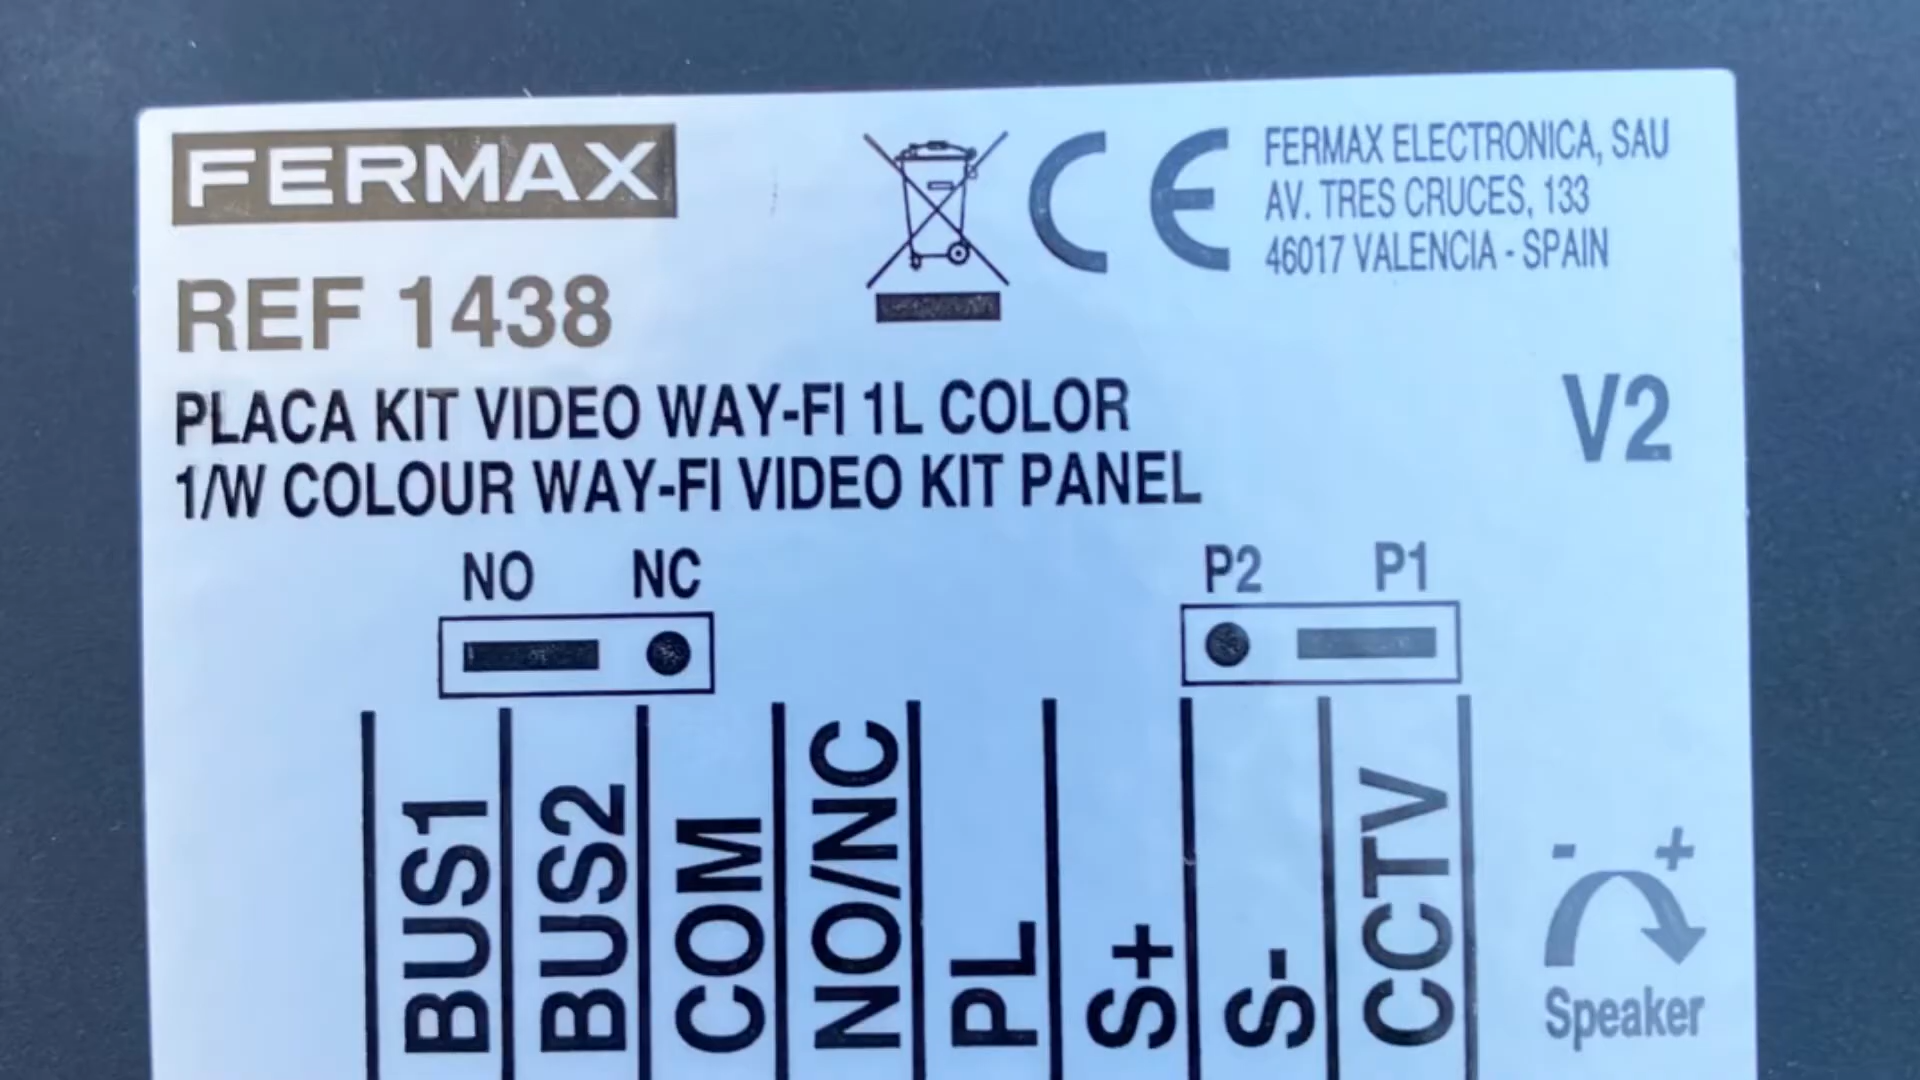 FERMAX
CE
FERMAX ELECTRONICA, SAU
AV. TRES CRUCES, 133
46017 VALENCIA - SPAIN
REF 1438
PLACA KIT VIDEO WAY-FI 1L COLOR
1/W COLOUR WAY-FI VIDEO KIT PANEL
V2
NO NC
P2 P1
BUS1
BUS2
COM
NO/NC
PL
S+
S-
CCTV
- +
Speaker